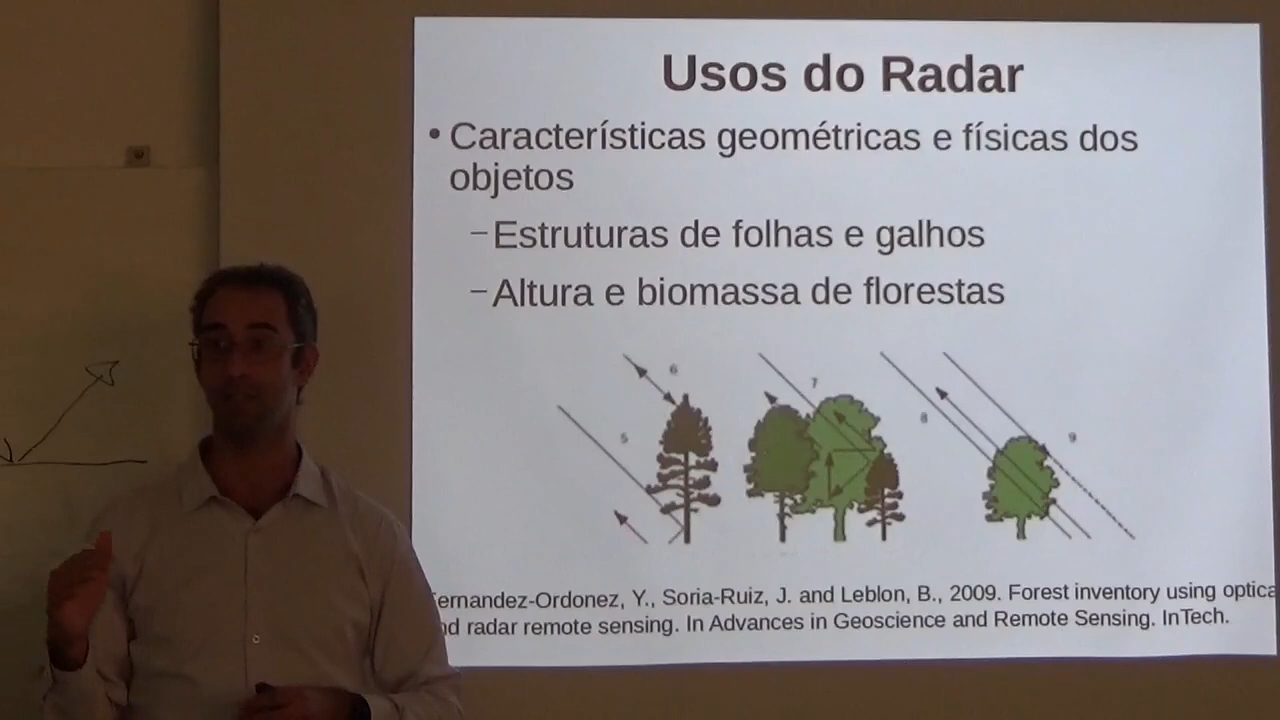 Usos do Radar
• Características geométricas e físicas dos
objetos
–Estruturas de folhas e galhos
–Altura e biomassa de florestas
5
6
7
8
9
ernandez-Ordonez, Y., Soria-Ruiz, J. and Leblon, B., 2009. Forest inventory using optica
nd radar remote sensing. In Advances in Geoscience and Remote Sensing. InTech.